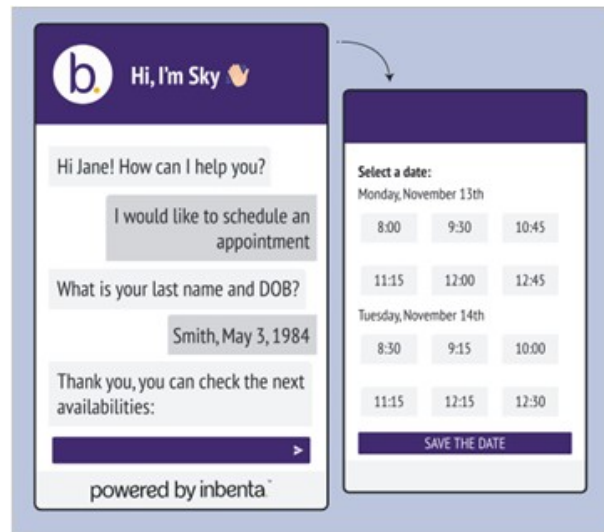 b.
Hi, I'm Sky 👋🏻
Hi Jane! How can I help you?
I would like to schedule an
appointment
What is your last name and DOB?
Smith, May 3, 1984
Thank you, you can check the next
availabilities:
>
powered by inbenta
Select a date:
Monday, November 13th
8:00 9:30 10:45
11:15 12:00 12:45
Tuesday, November 14th
8:30 9:15 10:00
11:15 12:15 12:30
SAVE THE DATE